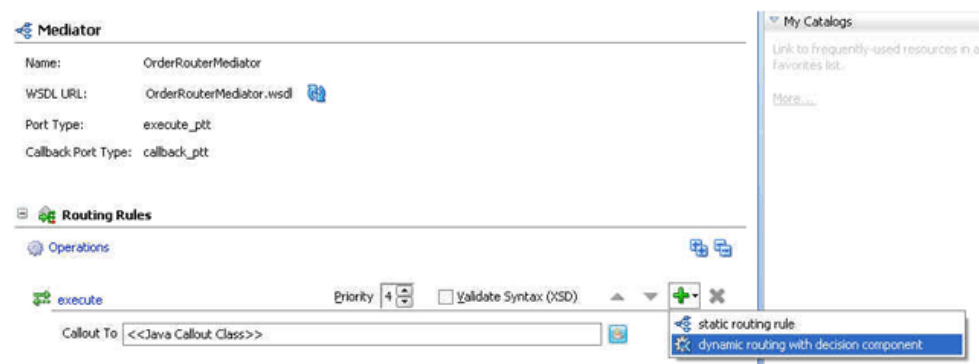 Mediator
Name: OrderRouterMediator
WSDL URL: OrderRouterMediator.wsdl
Port Type: execute_ptt
Callback Port Type: callback_ptt
Routing Rules
Operations
execute Priority 4 Validate Syntax (XSD)
Callout To <<Java Callout Class>>
static routing rule
dynamic routing with decision component
My Catalogs
Link to frequently-used resources in a
favorites list.
More...